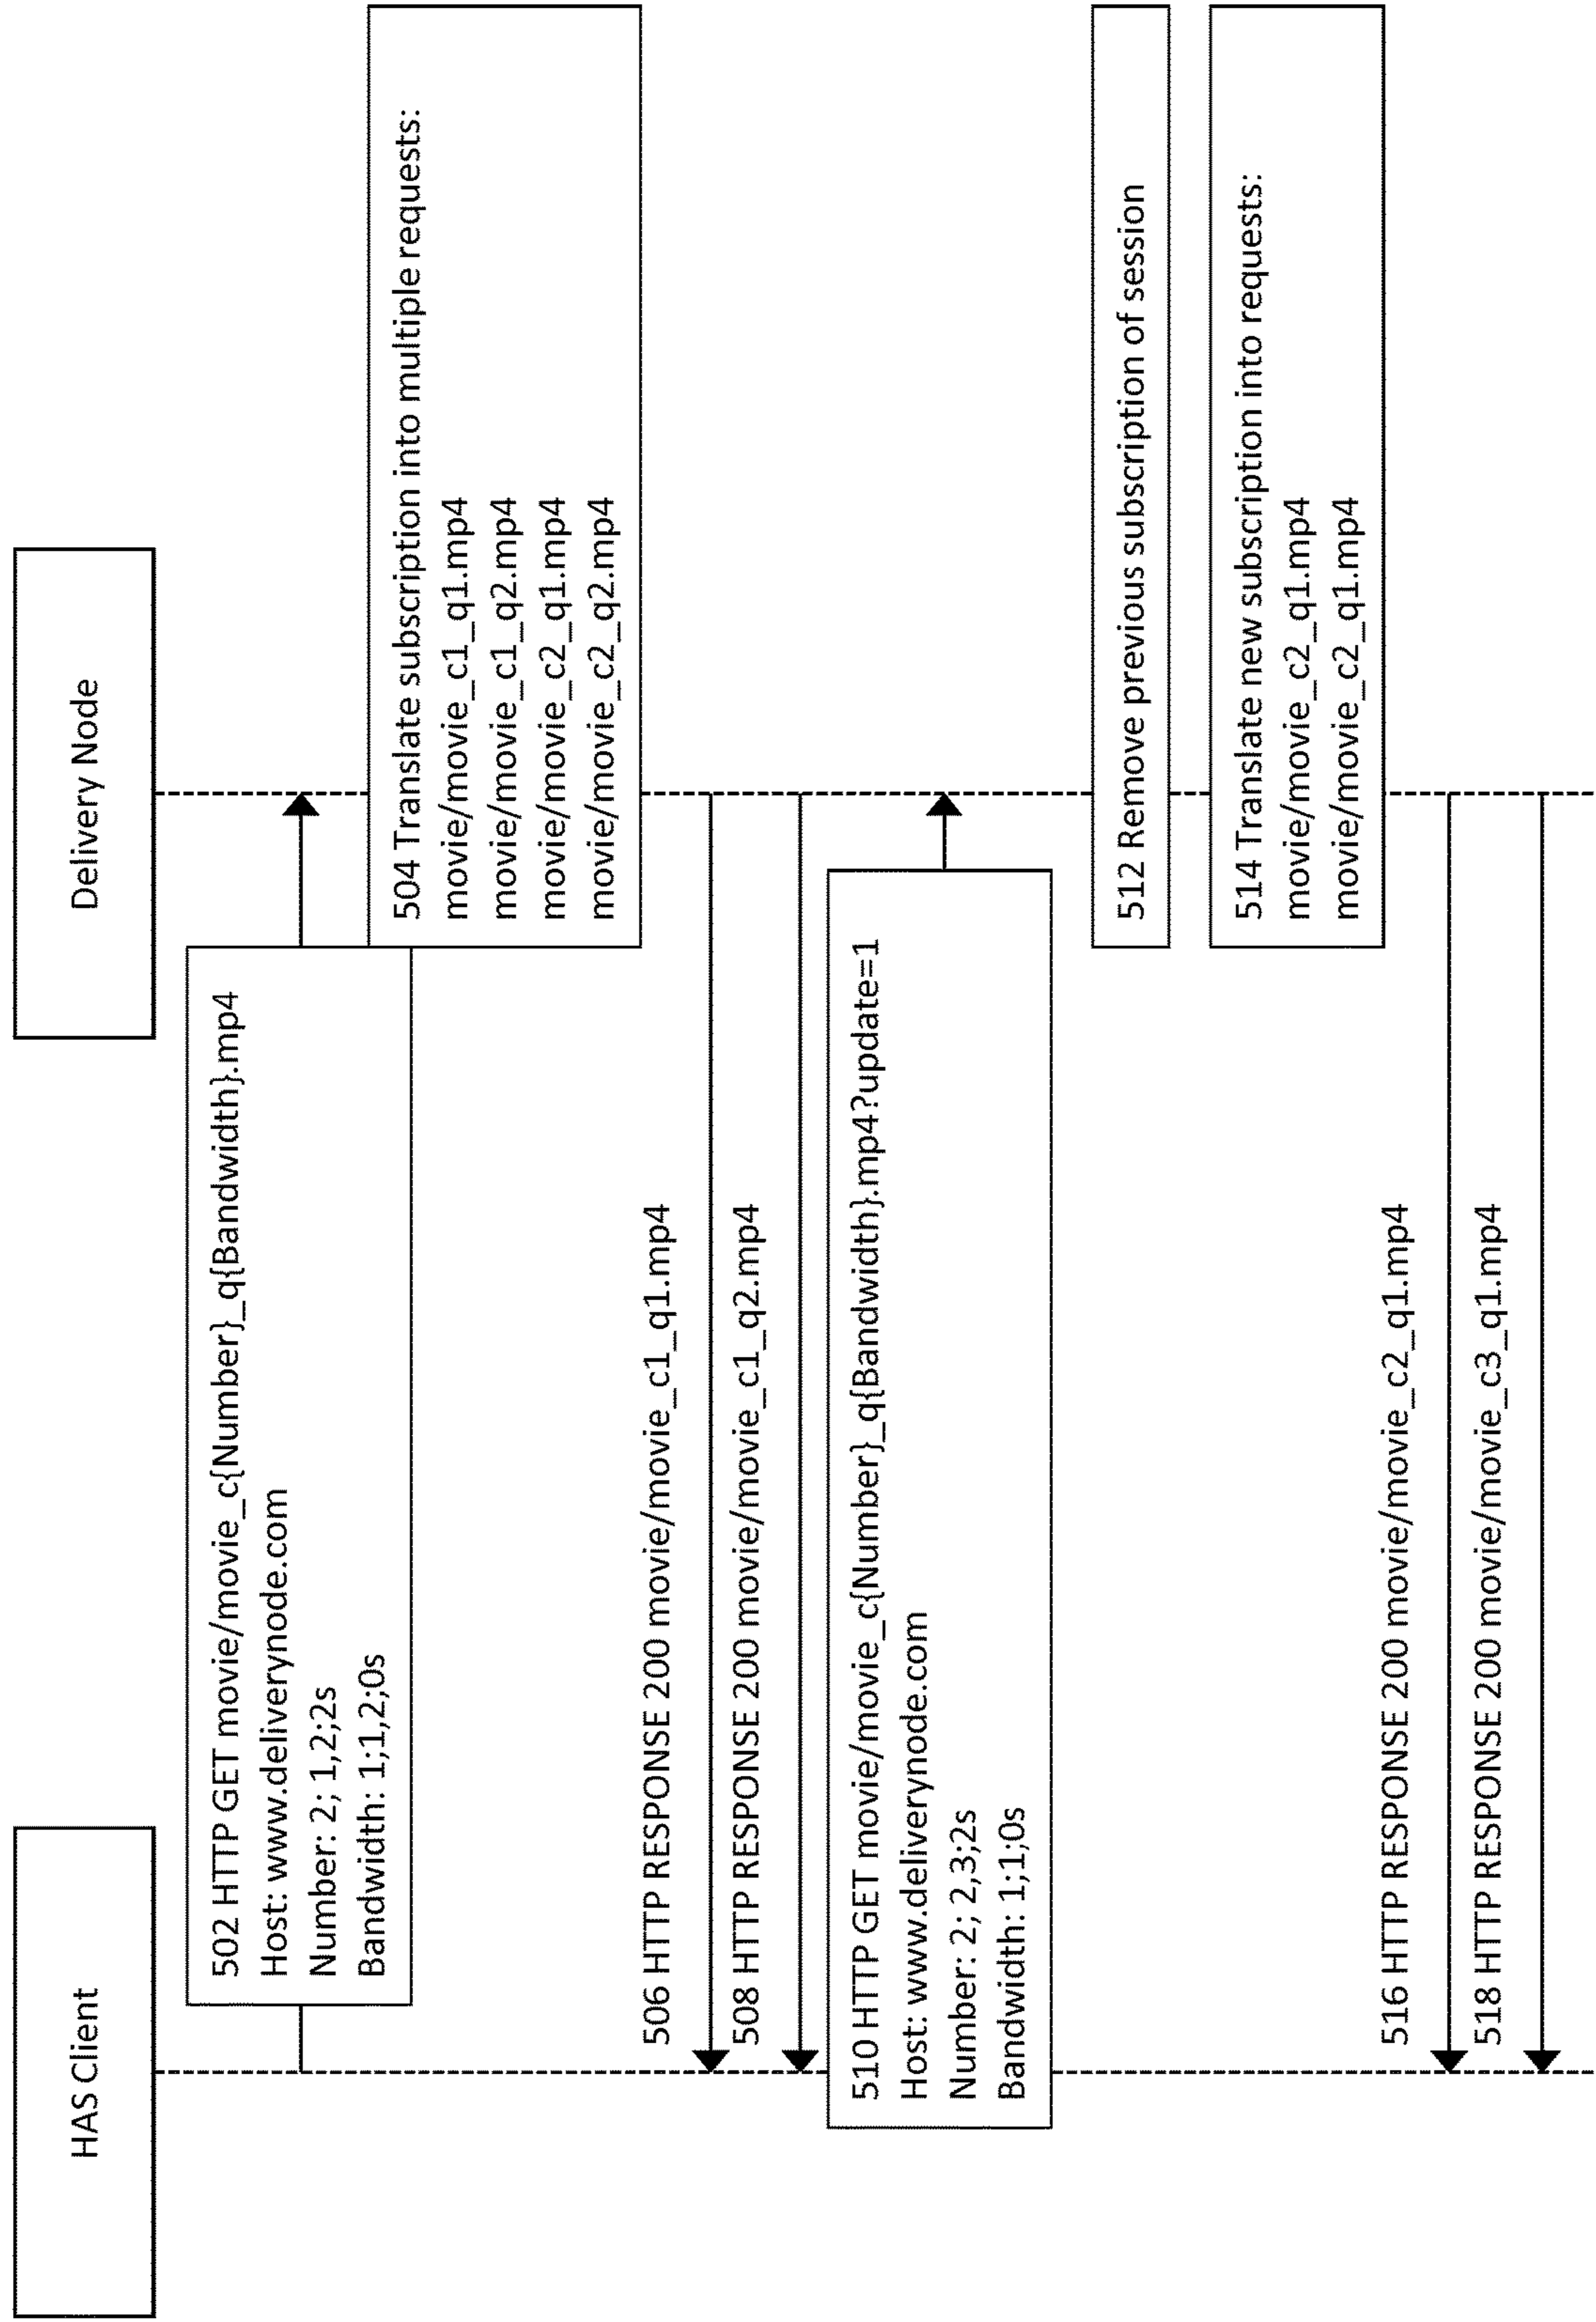 HAS Client
Delivery Node
502 HTTP GET movie/movie_c{Number}_q{Bandwidth}.mp4
Host: www.deliverynode.com
Number: 2; 1,2;2s
Bandwidth: 1;1,2;0s
504 Translate subscription into multiple requests:
movie/movie_c1_q1.mp4
movie/movie_c1_q2.mp4
movie/movie_c2_q1.mp4
movie/movie_c2_q2.mp4
506 HTTP RESPONSE 200 movie/movie_c1_q1.mp4
508 HTTP RESPONSE 200 movie/movie_c1_q2.mp4
510 HTTP GET movie/movie_c{Number}_q{Bandwidth}.mp4?update=1
Host: www.deliverynode.com
Number: 2; 2,3;2s
Bandwidth: 1;1;0s
512 Remove previous subscription of session
514 Translate new subscription into requests:
movie/movie_c2_q1.mp4
movie/movie_c2_q1.mp4
516 HTTP RESPONSE 200 movie/movie_c2_q1.mp4
518 HTTP RESPONSE 200 movie/movie_c3_q1.mp4